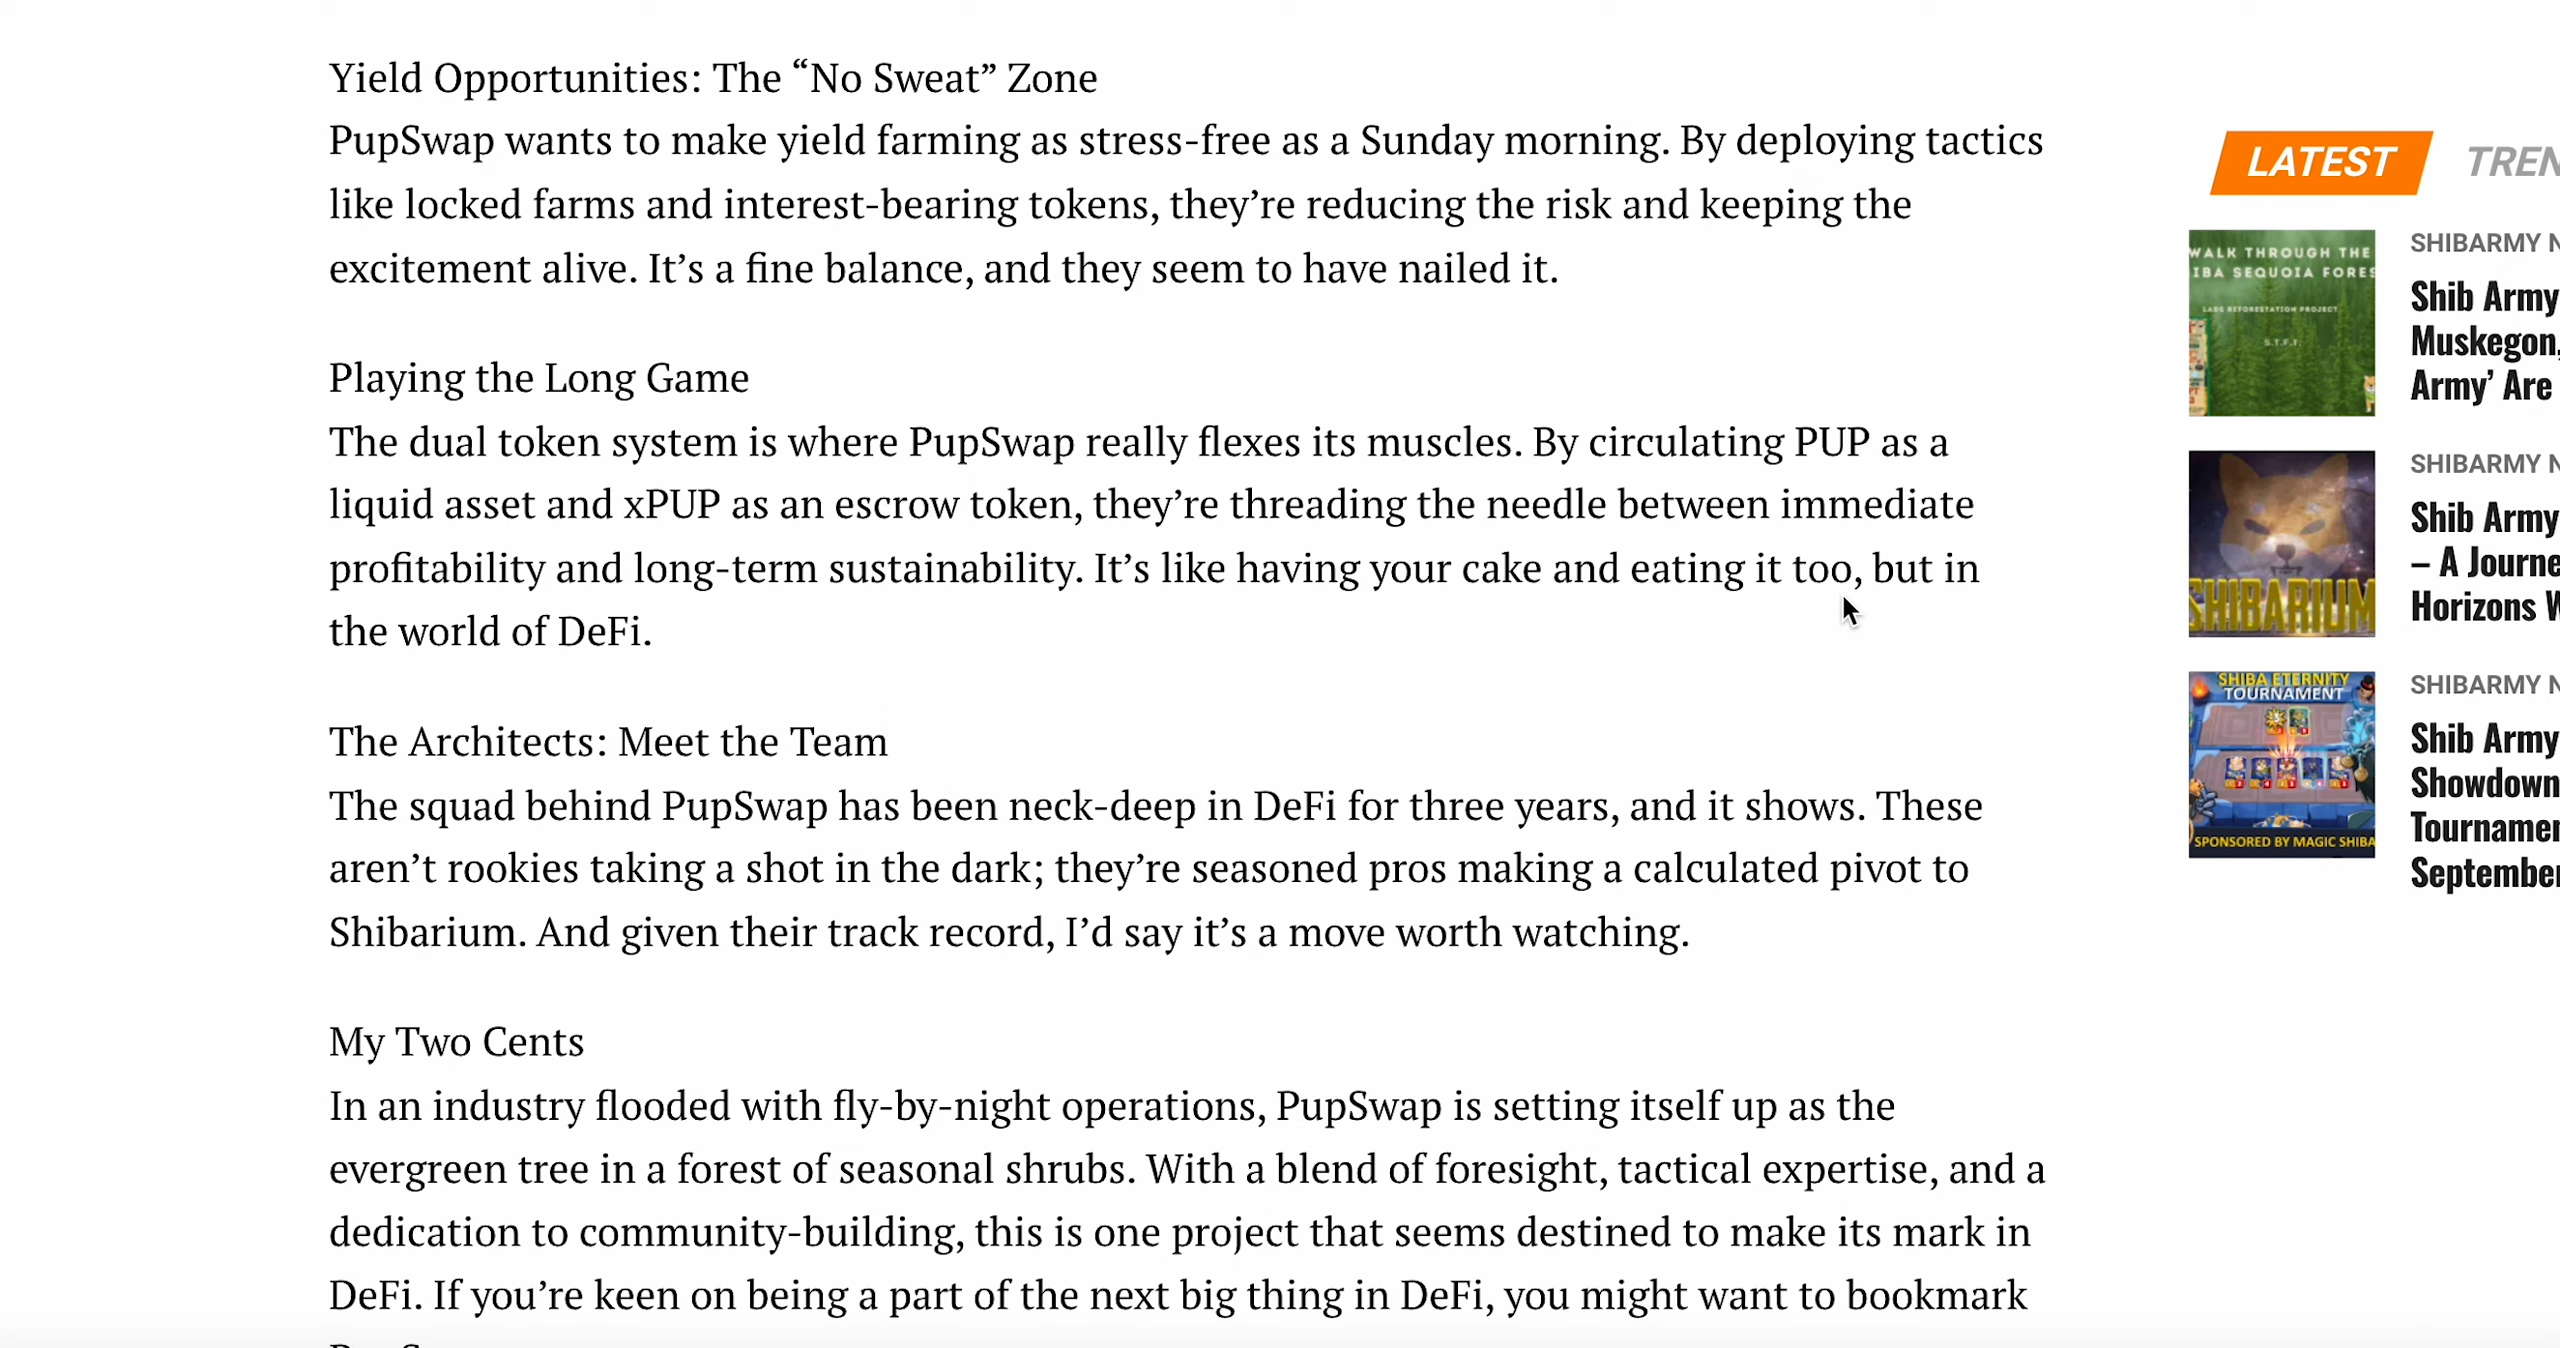 Yield Opportunities: The “No Sweat” Zone
PupSwap wants to make yield farming as stress-free as a Sunday morning. By deploying tactics
like locked farms and interest-bearing tokens, they’re reducing the risk and keeping the
excitement alive. It’s a fine balance, and they seem to have nailed it.
Playing the Long Game
The dual token system is where PupSwap really flexes its muscles. By circulating PUP as a
liquid asset and xPUP as an escrow token, they’re threading the needle between immediate
profitability and long-term sustainability. It’s like having your cake and eating it too, but in
the world of DeFi.
The Architects: Meet the Team
The squad behind PupSwap has been neck-deep in DeFi for three years, and it shows. These
aren’t rookies taking a shot in the dark; they’re seasoned pros making a calculated pivot to
Shibarium. And given their track record, I’d say it’s a move worth watching.
My Two Cents
In an industry flooded with fly-by-night operations, PupSwap is setting itself up as the
evergreen tree in a forest of seasonal shrubs. With a blend of foresight, tactical expertise, and a
dedication to community-building, this is one project that seems destined to make its mark in
DeFi. If you’re keen on being a part of the next big thing in DeFi, you might want to bookmark
LATEST TREN
WALK THROUGH THE
IBA SEQUOIA FORES
LADS REFORESTATION PROJECT
S.T.F.T.
SHIBARMY N
Shib Army
Muskegon,
Army’ Are
SHIBARIUM
SHIBARMY N
Shib Army
– A Journe
Horizons W
SHIBA ETERNITY
TOURNAMENT
SPONSORED BY MAGIC SHIBA
SHIBARMY N
Shib Army
Showdown
Tournamen
September